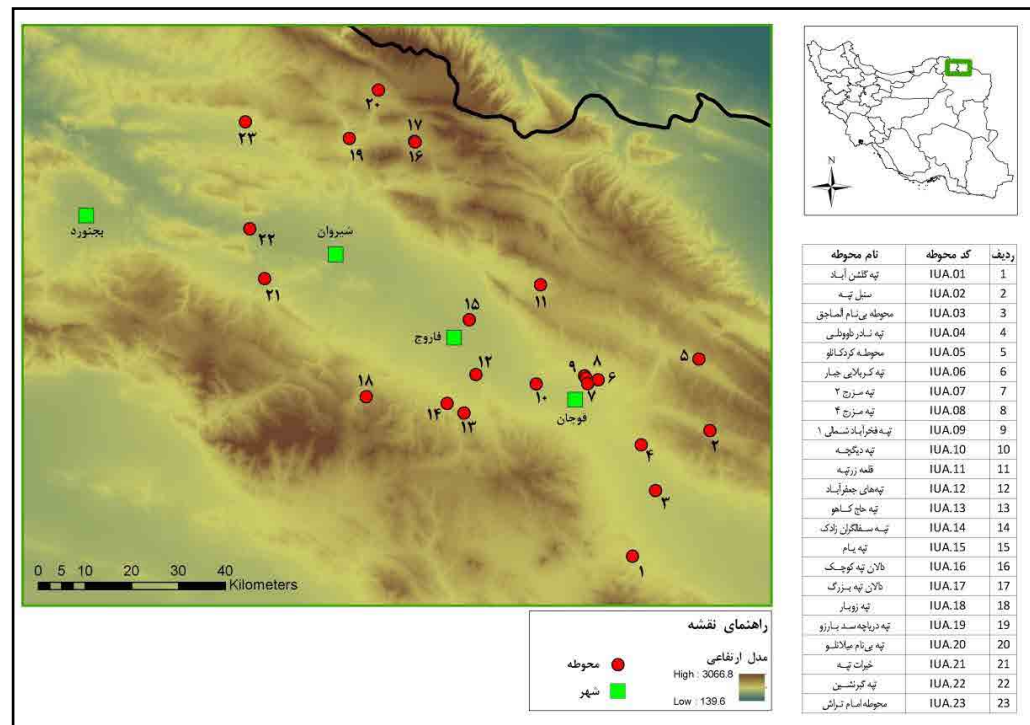 ۲۰
۲۳
۱۷
۱۹
۱۶
بجنورد
شیروان
۲۲
۲۱
۱۱
۱۵
فاروج
۵
۱۲
۹
۸
۶
۱۸
۱۰
۷
۱۴
۱۳
قوچان
۲
۴
۳
۱
0 5 10 20 30 40
Kilometers
راهنمای نقشه
محوطه
شهر
مدل ارتفاعی
High : 3066.8
Low : 139.6
N
ردیف کد محوطه نام محوطه
1 IUA.01 تپه گلشن آباد
2 IUA.02 سنبل تپه
3 IUA.03 محوطه بی‌نام الماجق
4 IUA.04 تپه نادر داوودلی
5 IUA.05 محوطه کردکانلو
6 IUA.06 تپه کربلایی جبار
7 IUA.07 تپه مزرج ۲
8 IUA.08 تپه مزرج ۴
9 IUA.09 تپه فخرآباد شمالی ۱
10 IUA.10 تپه دیگچه
11 IUA.11 قلعه زرتپه
12 IUA.12 تپه‌های جعفرآباد
13 IUA.13 تپه حاج کاهو
14 IUA.14 تپه سفالگران زادک
15 IUA.15 تپه یام
16 IUA.16 دالان تپه کوچک
17 IUA.17 دالان تپه بزرگ
18 IUA.18 تپه زوبار
19 IUA.19 تپه دریاچه سد بارزو
20 IUA.20 تپه بی‌نام میلانلو
21 IUA.21 خیرات تپه
22 IUA.22 تپه گبرنشین
23 IUA.23 محوطه امام تراش